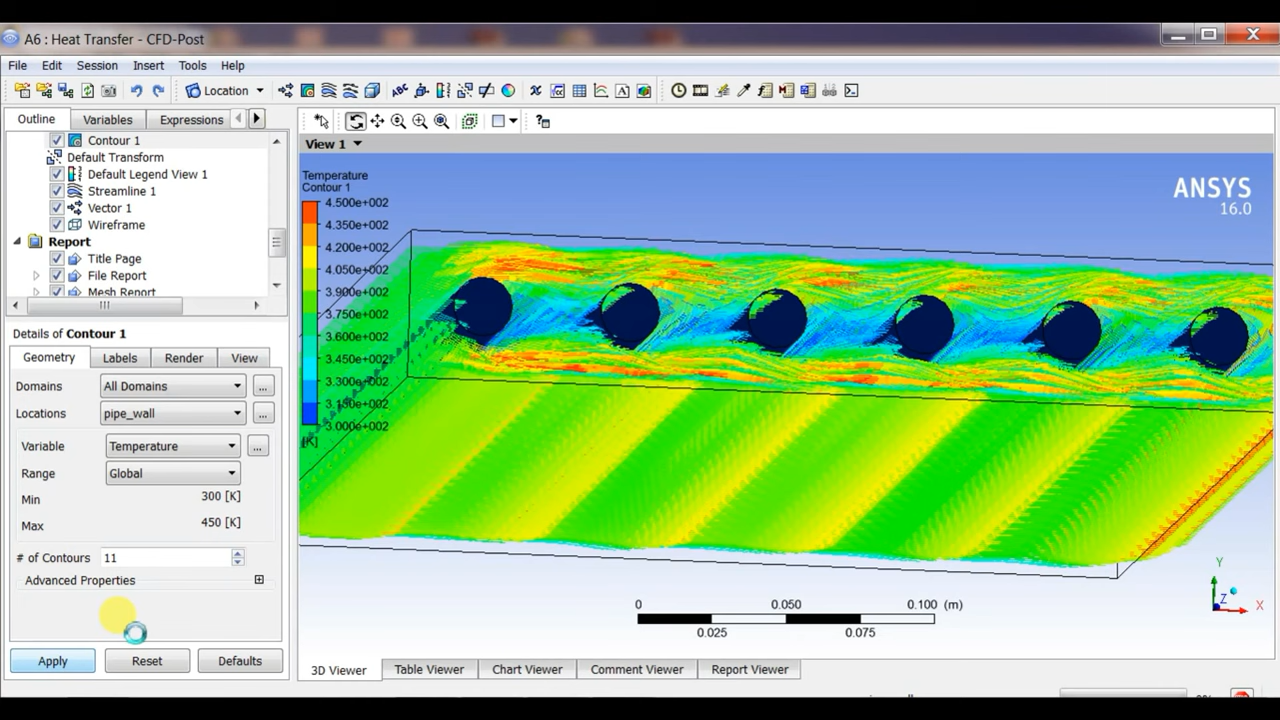 A6 : Heat Transfer - CFD-Post
File Edit Session Insert Tools Help
Location
Outline Variables Expressions
Contour 1
Default Transform
Default Legend View 1
Streamline 1
Vector 1
Wireframe
Report
Title Page
File Report
Mesh Report
Details of Contour 1
Geometry Labels Render View
Domains All Domains ...
Locations pipe_wall ...
Variable Temperature ...
Range Global
Min 300 [K]
Max 450 [K]
# of Contours 11
Advanced Properties
Apply Reset Defaults
View 1
Temperature
Contour 1
4.500e+002
4.350e+002
4.200e+002
4.050e+002
3.900e+002
3.750e+002
3.600e+002
3.450e+002
3.300e+002
3.150e+002
3.000e+002
[K]
ANSYS
16.0
0 0.050 0.100 (m)
0.025 0.075
Y
Z
X
3D Viewer Table Viewer Chart Viewer Comment Viewer Report Viewer